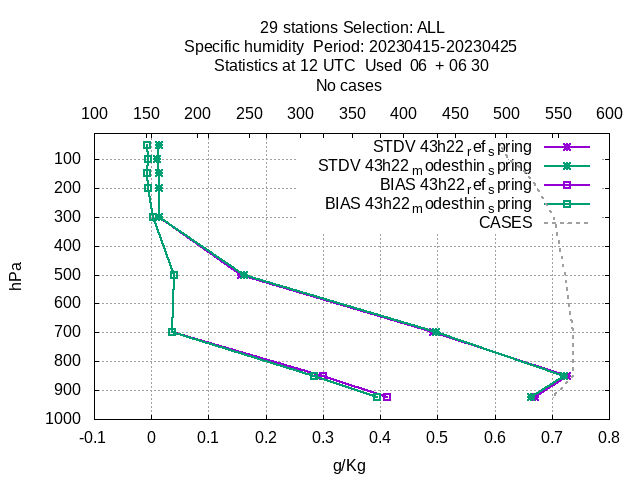 29 stations Selection: ALL
Specific humidity  Period: 20230415-20230425
Statistics at 12 UTC  Used  06  + 06 30
No cases
100 150 200 250 300 350 400 450 500 550 600
STDV 43h22_ref_spring
STDV 43h22_modesthin_spring
BIAS 43h22_ref_spring
BIAS 43h22_modesthin_spring
CASES
100
200
300
400
500
600
700
800
900
1000
hPa
-0.1 0 0.1 0.2 0.3 0.4 0.5 0.6 0.7 0.8
g/Kg